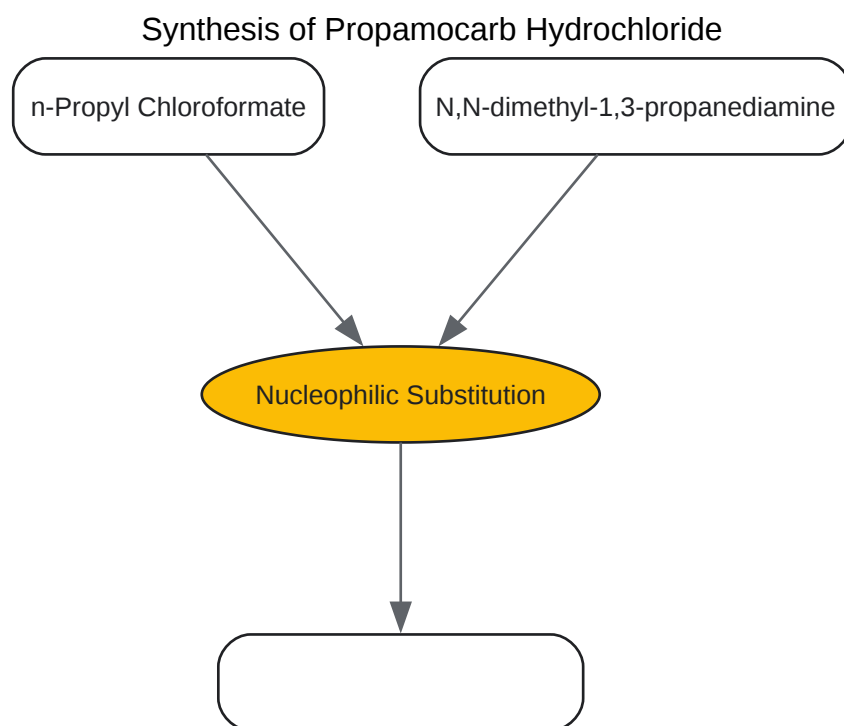 Synthesis of Propamocarb Hydrochloride
n-Propyl Chloroformate
N,N-dimethyl-1,3-propanediamine
Nucleophilic Substitution